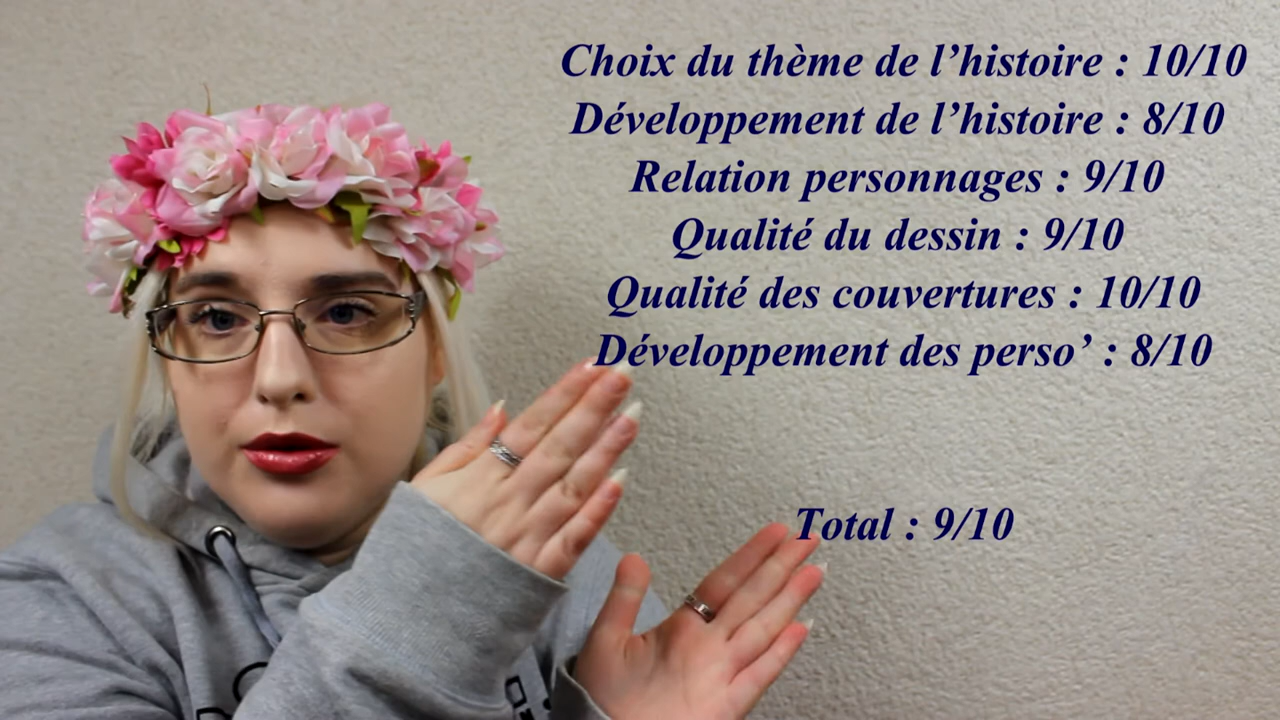 Choix du thème de l’histoire : 10/10
Développement de l’histoire : 8/10
Relation personnages : 9/10
Qualité du dessin : 9/10
Qualité des couvertures : 10/10
Développement des perso’ : 8/10
Total : 9/10